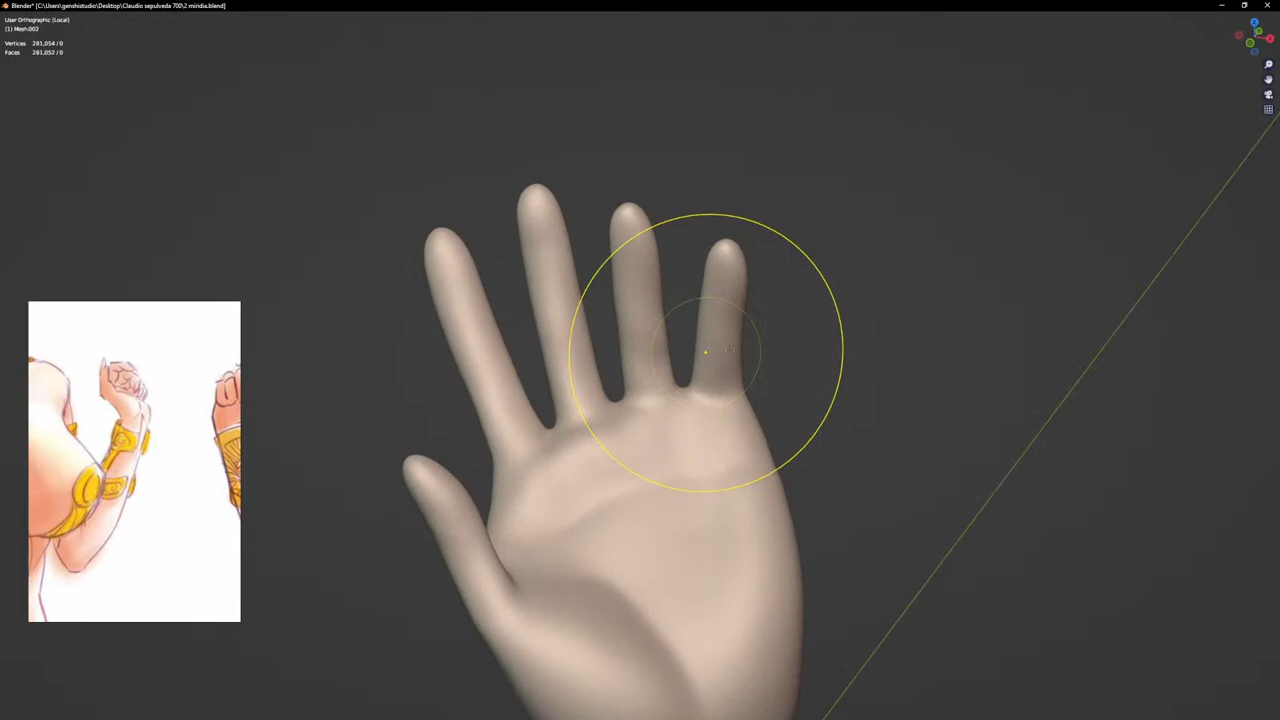 Blender* [C:\Users\genshistudio\Desktop\Claudio sepulveda 700\2 miridia.blend]
User Orthographic (Local)
(1) Mesh.002
Vertices 281,054 / 0
Faces 281,052 / 0